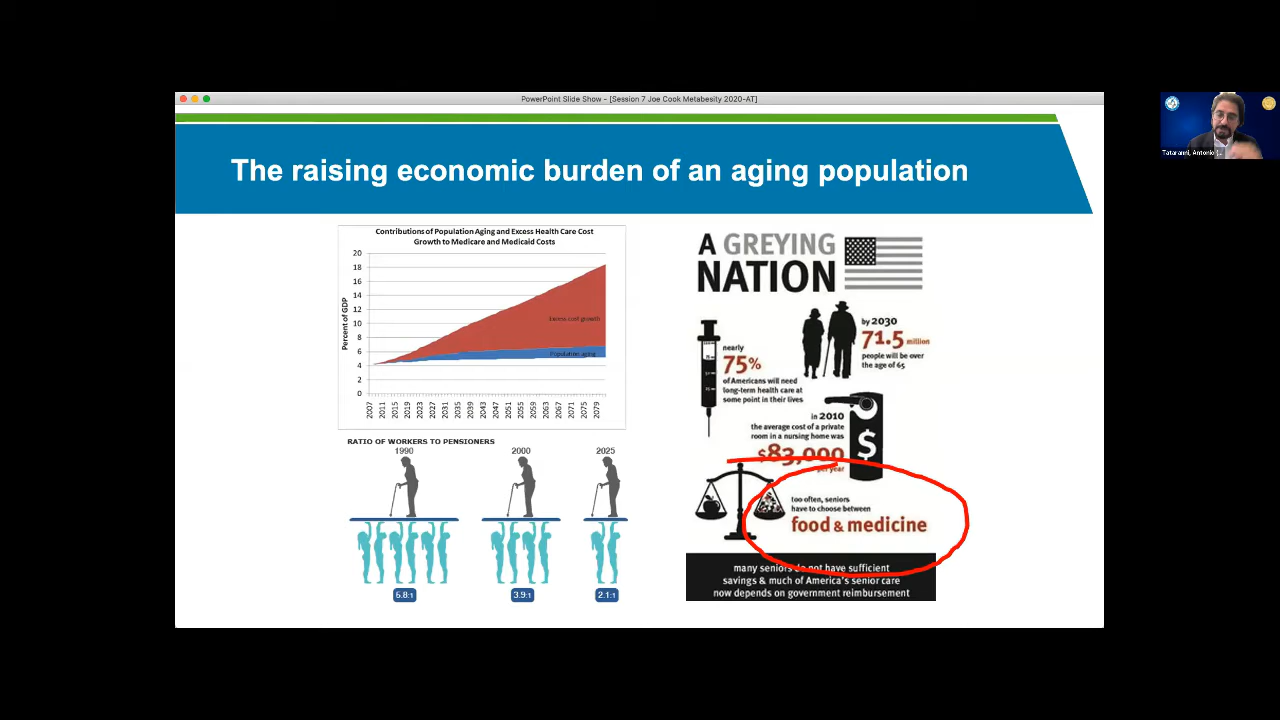 PowerPoint Slide Show - [Session 7 Joe Cook Metabesity 2020-AT]
The raising economic burden of an aging population
Contributions of Population Aging and Excess Health Care Cost
Growth to Medicare and Medicaid Costs
Percent of GDP
20
18
16
14
12
10
8
6
4
2
0
Excess cost growth
Population aging
2007
2011
2015
2019
2023
2027
2031
2035
2039
2043
2047
2051
2055
2059
2063
2067
2071
2075
2079
RATIO OF WORKERS TO PENSIONERS
1990
2000
2025
5.8:1
3.9:1
2.1:1
A GREYING
NATION
by 2030
71.5 million
people will be over
the age of 65
nearly
75%
of Americans will need
long-term health care at
some point in their lives
in 2010
the average cost of a private
room in a nursing home was
$83,000
per year
$
too often, seniors
have to choose between
food & medicine
many seniors do not have sufficient
savings & much of America's senior care
now depends on government reimbursement
Tataranni, Antonio